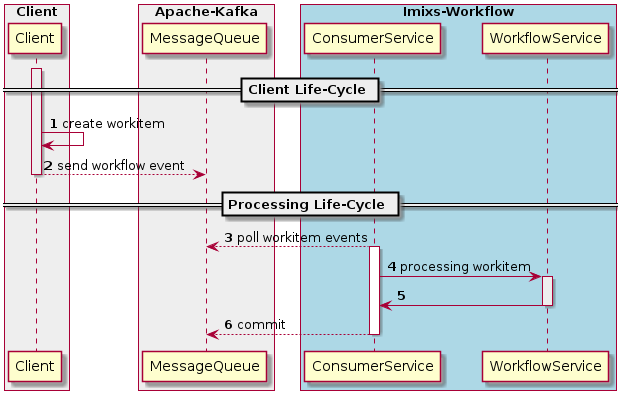 Client Apache-Kafka Imixs-Workflow
Client MessageQueue ConsumerService WorkflowService
Client Life-Cycle
1 create workitem
2 send workflow event
Processing Life-Cycle
3 poll workitem events
4 processing workitem
5
6 commit
Client MessageQueue ConsumerService WorkflowService